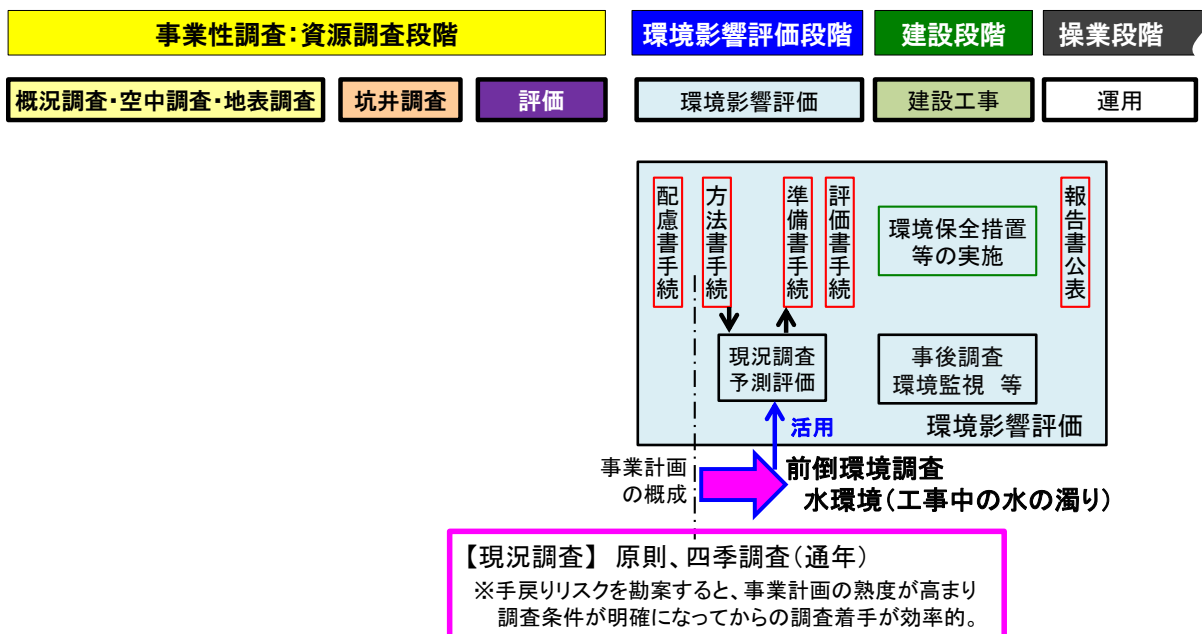 事業性調査:資源調査段階
環境影響評価段階
建設段階
操業段階
概況調査・空中調査・地表調査
坑井調査
評価
環境影響評価
建設工事
運用
配慮書手続
方法書手続
準備書手続
評価書手続
環境保全措置
等の実施
報告書公表
現況調査
予測評価
事後調査
環境監視 等
活用
環境影響評価
事業計画
の概成
前倒環境調査
水環境(工事中の水の濁り)
【現況調査】 原則、四季調査(通年)
※手戻りリスクを勘案すると、事業計画の熟度が高まり
調査条件が明確になってからの調査着手が効率的。